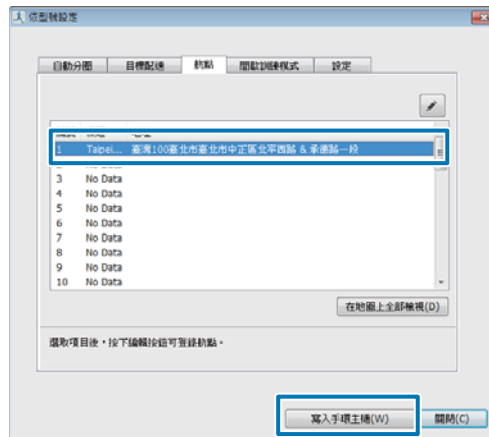 依型號設定
自動分圈 目標配速 航點 間歇訓練模式 設定
1 Taipei... 臺灣100臺北市臺北市中正區北平西路 & 承德路一段
3 No Data
4 No Data
5 No Data
6 No Data
7 No Data
8 No Data
9 No Data
10 No Data
在地圖上全部檢視(D)
選取項目後，按下編輯按鈕可登錄航點。
寫入手環主機(W) 關閉(C)